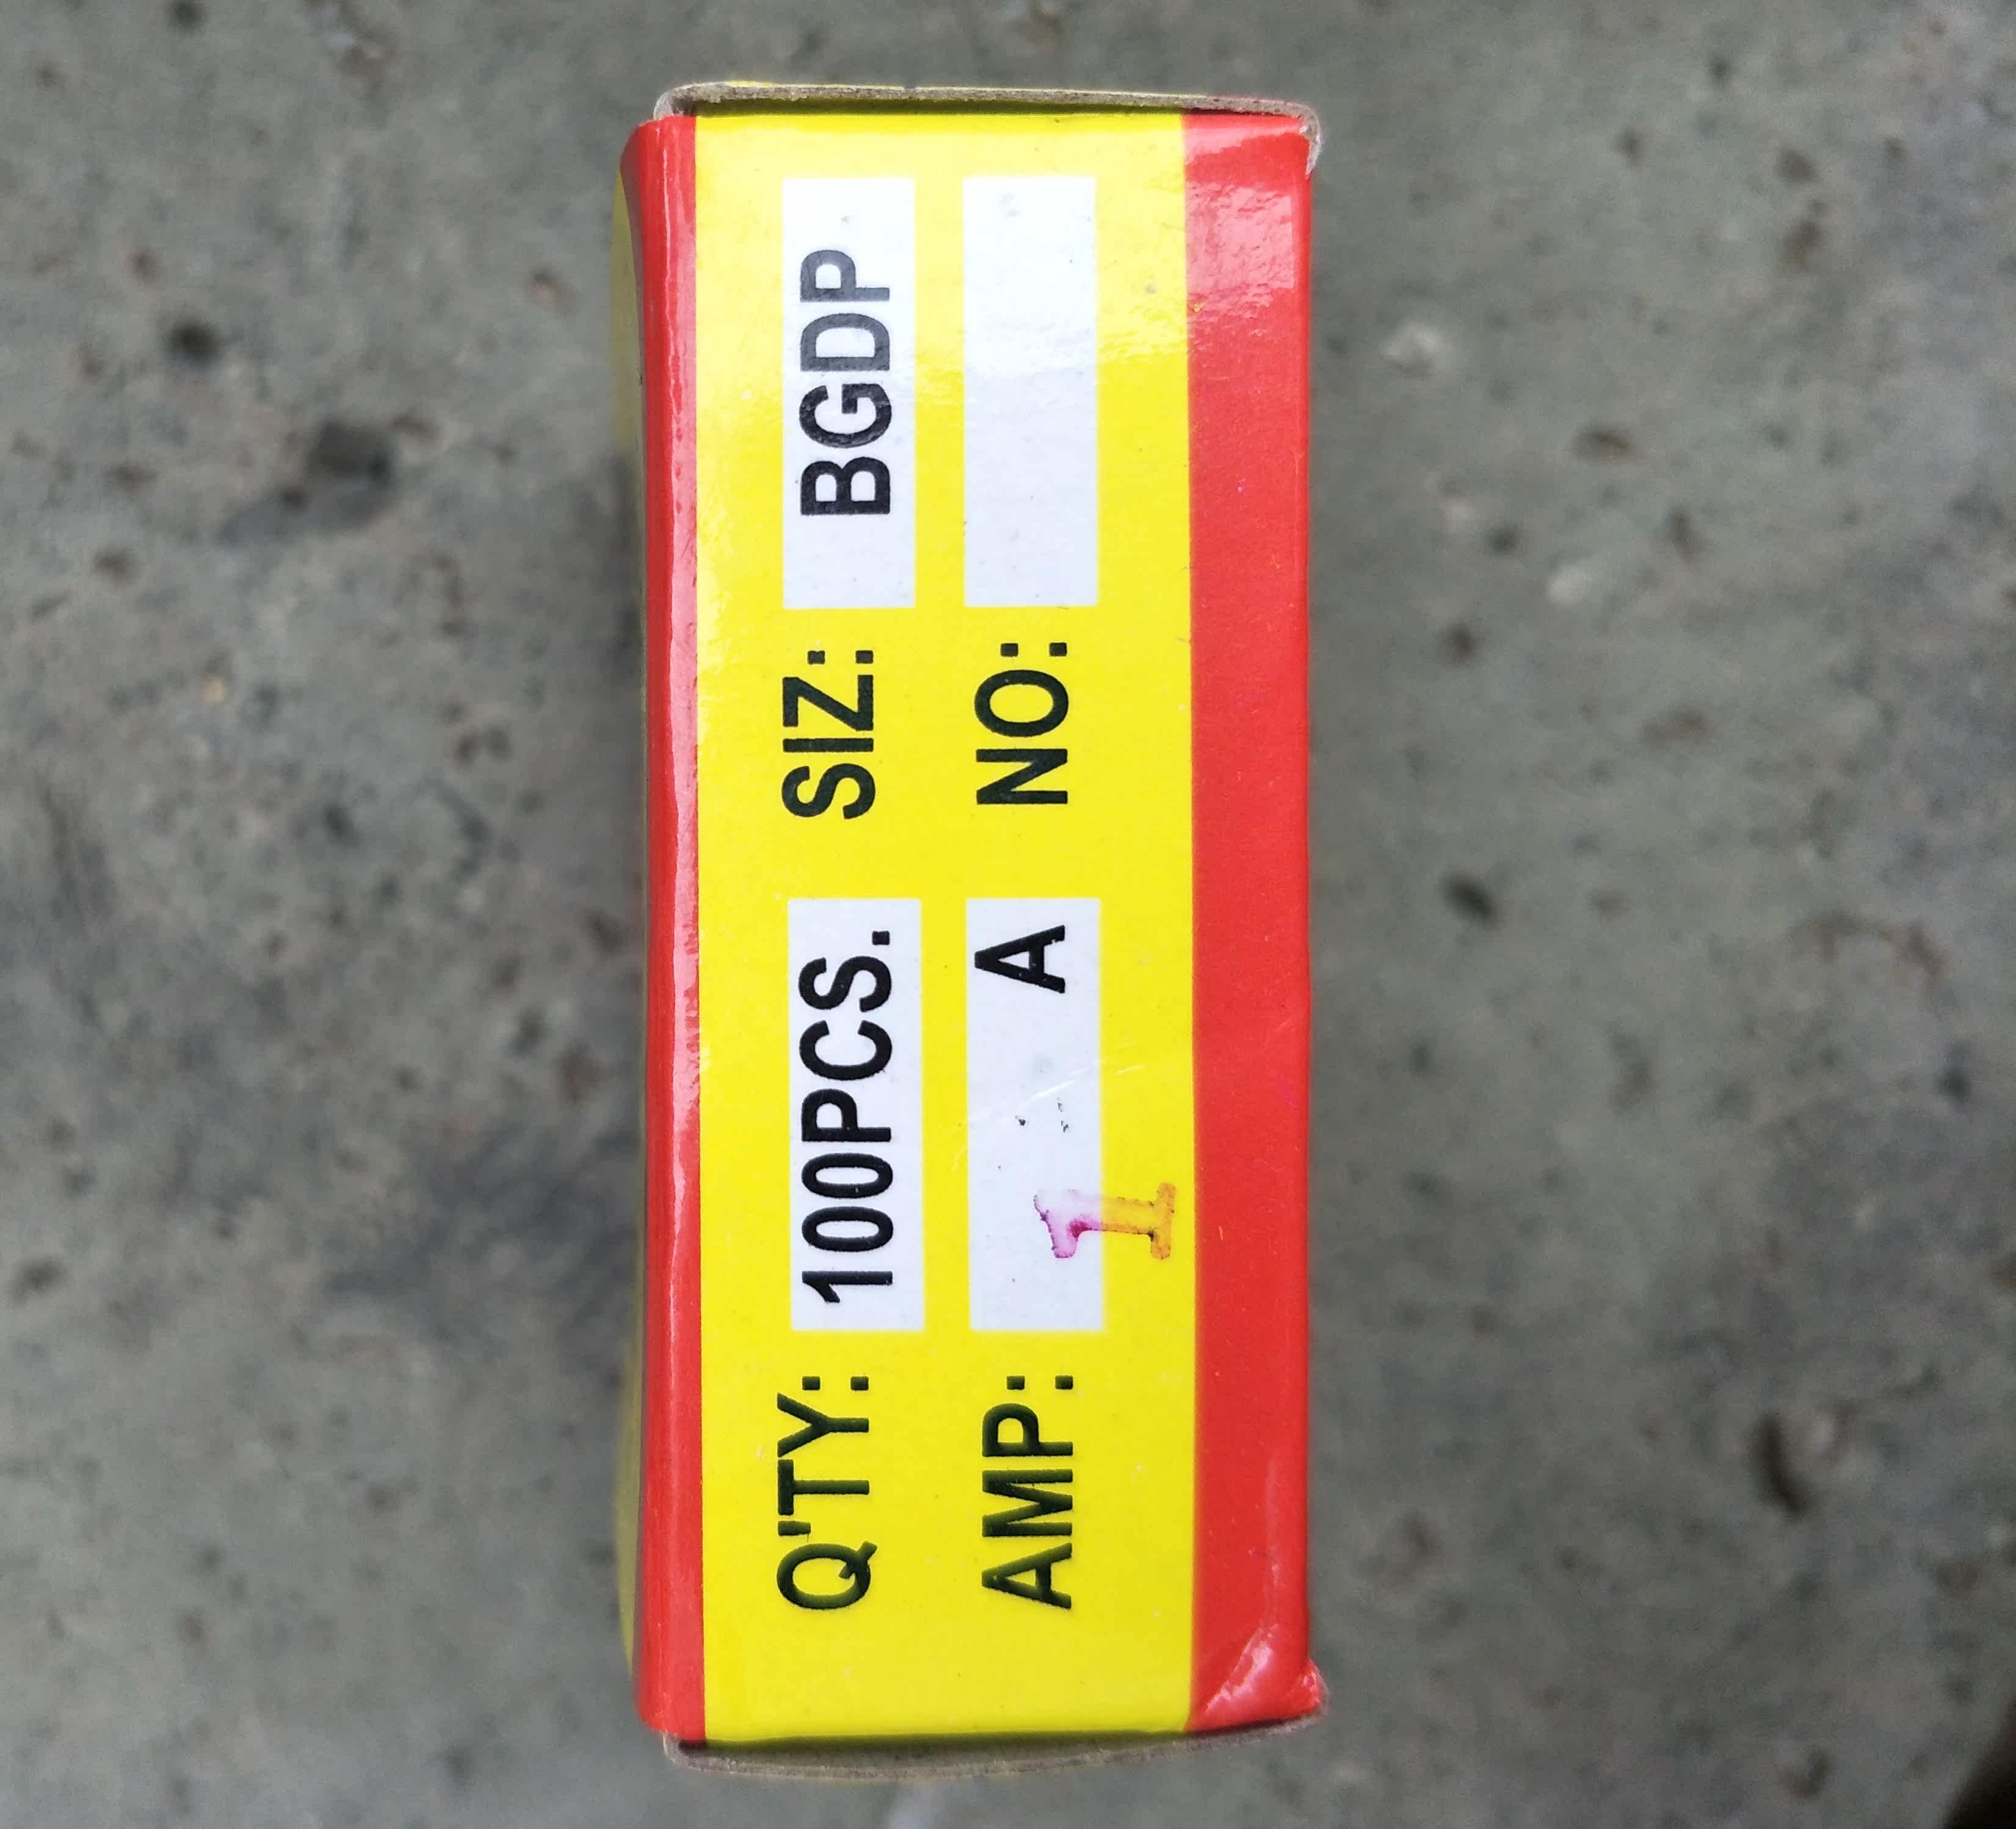 Q'TY: 100PCS. SIZ: BGDP
AMP: 1 A NO: